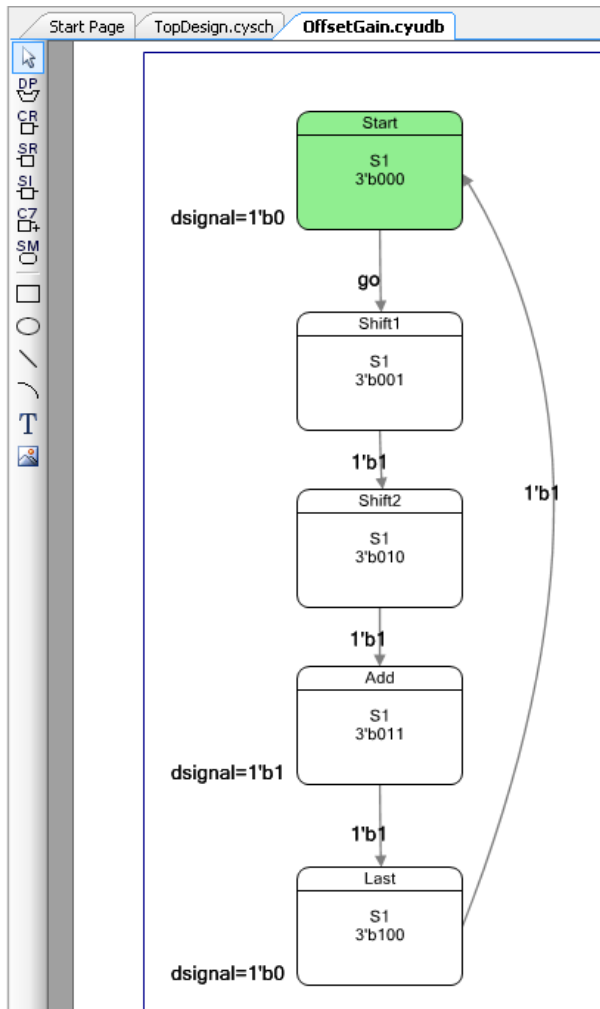 Start Page
TopDesign.cysch
OffsetGain.cyudb
DP
CR
SR
SI
C7
SM
T
Start
S1
3'b000
dsignal=1'b0
go
Shift1
S1
3'b001
1'b1
Shift2
S1
3'b010
1'b1
1'b1
Add
S1
3'b011
dsignal=1'b1
1'b1
Last
S1
3'b100
dsignal=1'b0